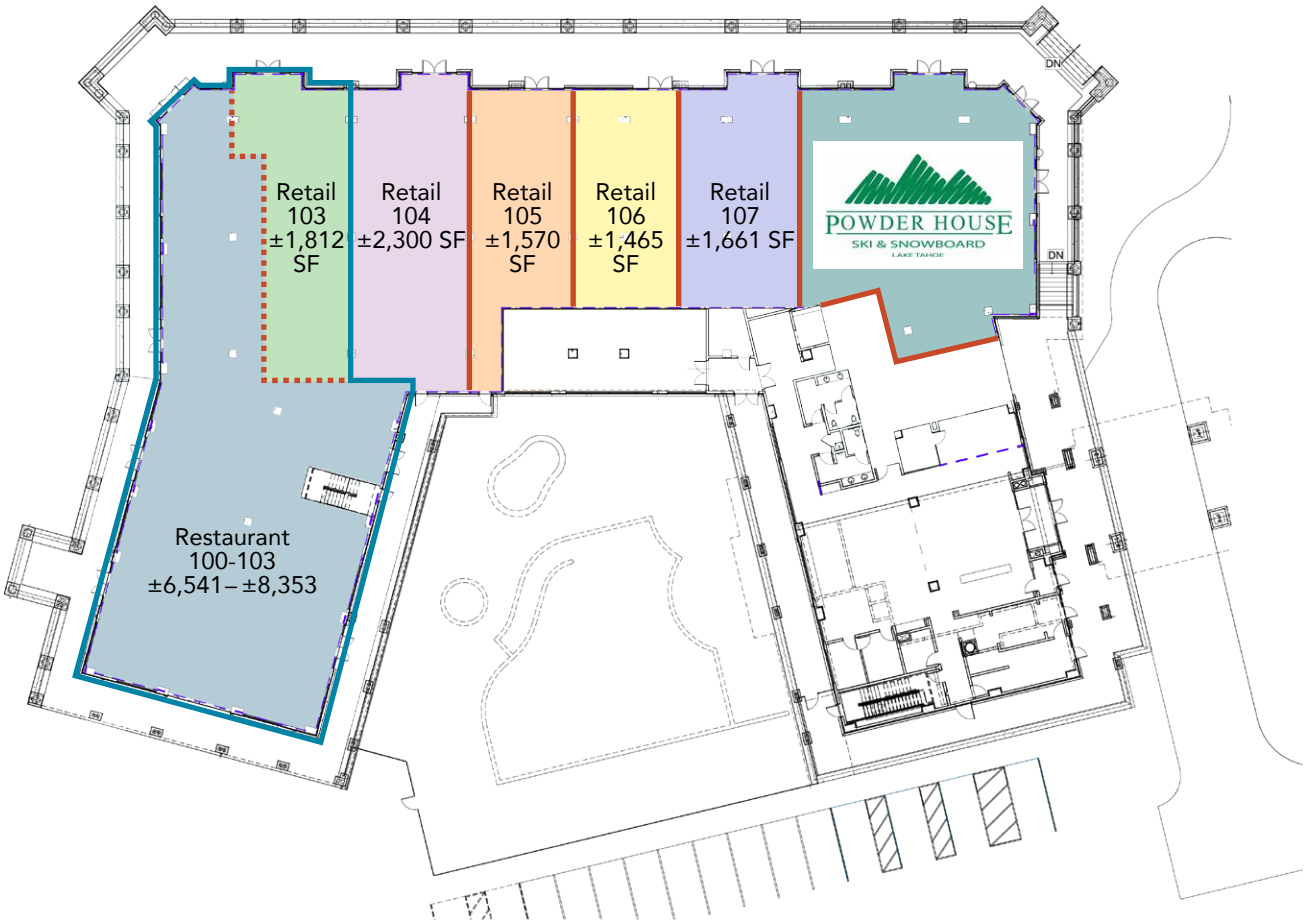 DN
Retail
103
±1,812
SF
Retail
104
±2,300 SF
Retail
105
±1,570
SF
Retail
106
±1,465
SF
Retail
107
±1,661 SF
POWDER HOUSE
SKI & SNOWBOARD
LAKE TAHOE
DN
Restaurant
100-103
±6,541– ±8,353